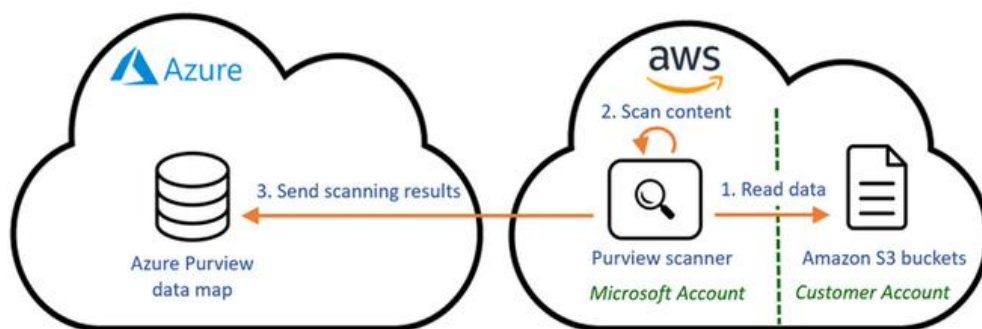 Azure
aws
2. Scan content
3. Send scanning results
1. Read data
Azure Purview
data map
Purview scanner
Amazon S3 buckets
Microsoft Account
Customer Account